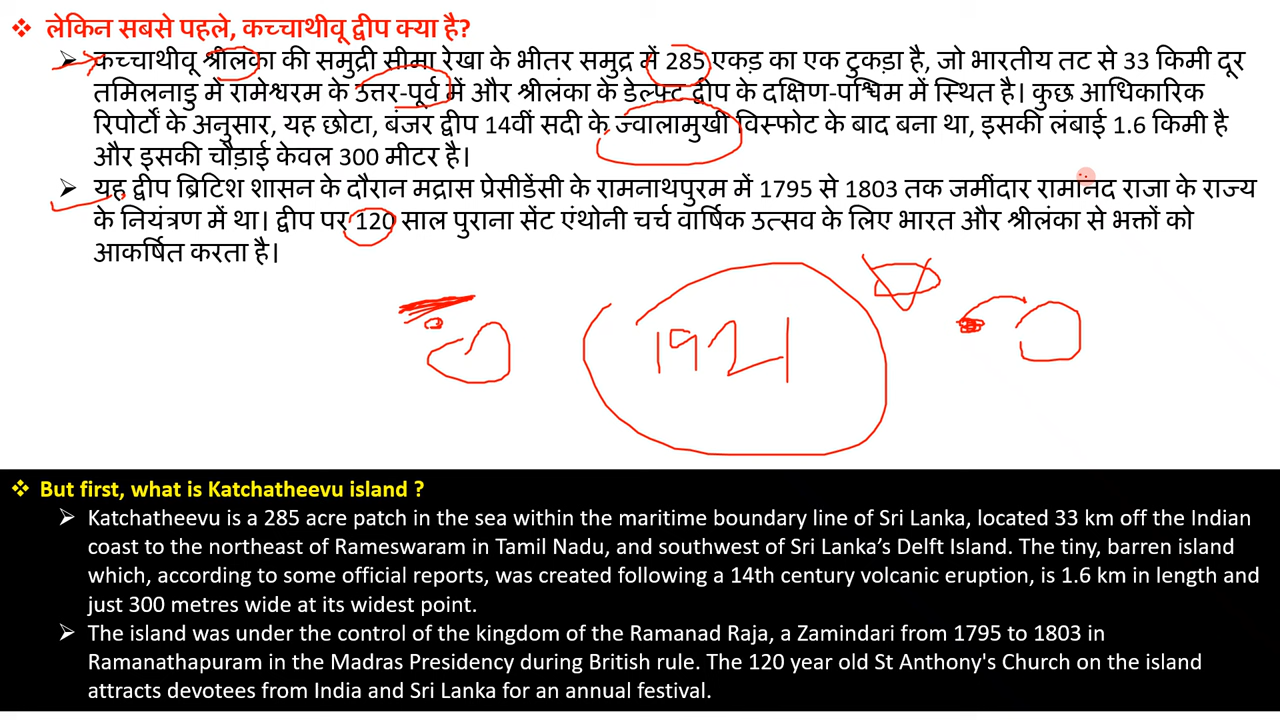 ❖ लेकिन सबसे पहले, कच्चाथीवू द्वीप क्या है?
➢ कच्चाथीवू श्रीलंका की समुद्री सीमा रेखा के भीतर समुद्र में 285 एकड़ का एक टुकड़ा है, जो भारतीय तट से 33 किमी दूर
तमिलनाडु में रामेश्वरम के उत्तर-पूर्व में और श्रीलंका के डेल्फ़्ट द्वीप के दक्षिण-पश्चिम में स्थित है। कुछ आधिकारिक
रिपोर्टों के अनुसार, यह छोटा, बंजर द्वीप 14वीं सदी के ज्वालामुखी विस्फोट के बाद बना था, इसकी लंबाई 1.6 किमी है
और इसकी चौड़ाई केवल 300 मीटर है।
➢ यह द्वीप ब्रिटिश शासन के दौरान मद्रास प्रेसीडेंसी के रामनाथपुरम में 1795 से 1803 तक जमींदार रामानंद राजा के राज्य
के नियंत्रण में था। द्वीप पर 120 साल पुराना सेंट एंथोनी चर्च वार्षिक उत्सव के लिए भारत और श्रीलंका से भक्तों को
आकर्षित करता है।
1921
❖ But first, what is Katchatheevu island ?
➢ Katchatheevu is a 285 acre patch in the sea within the maritime boundary line of Sri Lanka, located 33 km off the Indian
coast to the northeast of Rameswaram in Tamil Nadu, and southwest of Sri Lanka’s Delft Island. The tiny, barren island
which, according to some official reports, was created following a 14th century volcanic eruption, is 1.6 km in length and
just 300 metres wide at its widest point.
➢ The island was under the control of the kingdom of the Ramanad Raja, a Zamindari from 1795 to 1803 in
Ramanathapuram in the Madras Presidency during British rule. The 120 year old St Anthony's Church on the island
attracts devotees from India and Sri Lanka for an annual festival.